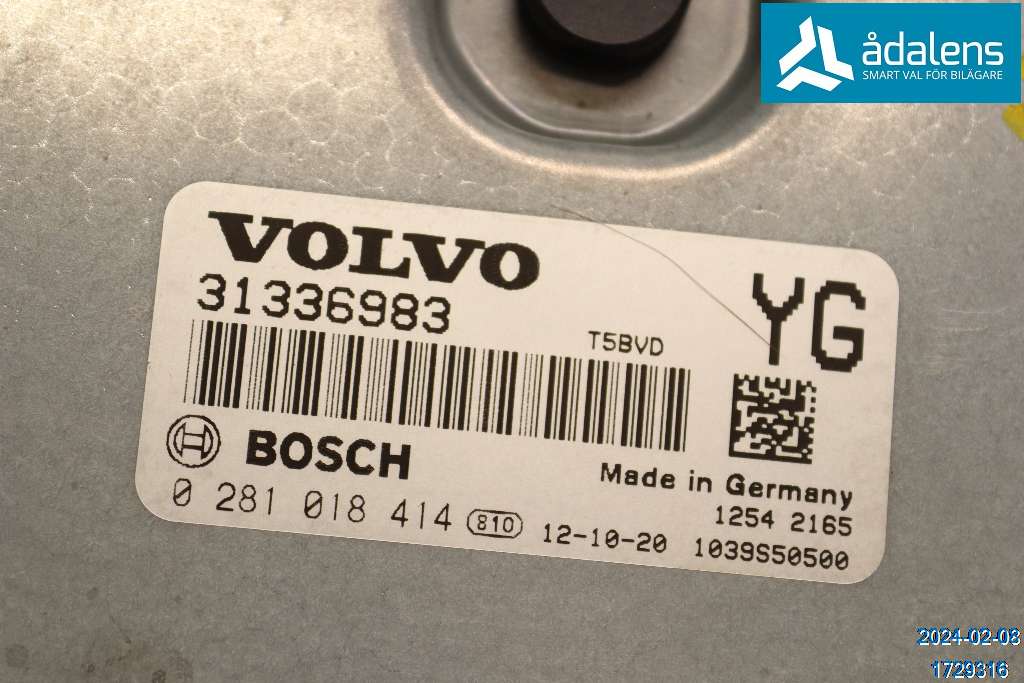 ådalens
SMART VAL FÖR BILÄGARE
VOLVO
31336983
T5BVD
YG
BOSCH
Made in Germany
0 281 018 414 810 12-10-20
1254 2165
1039S50500
2024-02-08
1729316